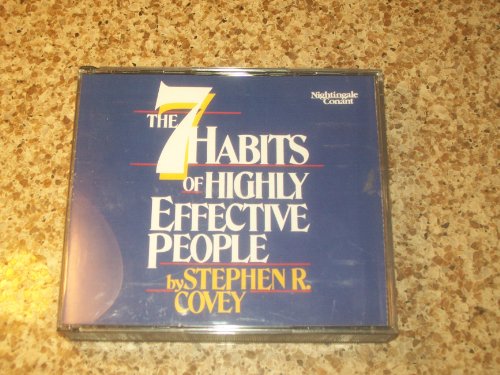 Nightingale
Conant
THE 7 HABITS
OF HIGHLY
EFFECTIVE
PEOPLE
by STEPHEN R.
COVEY